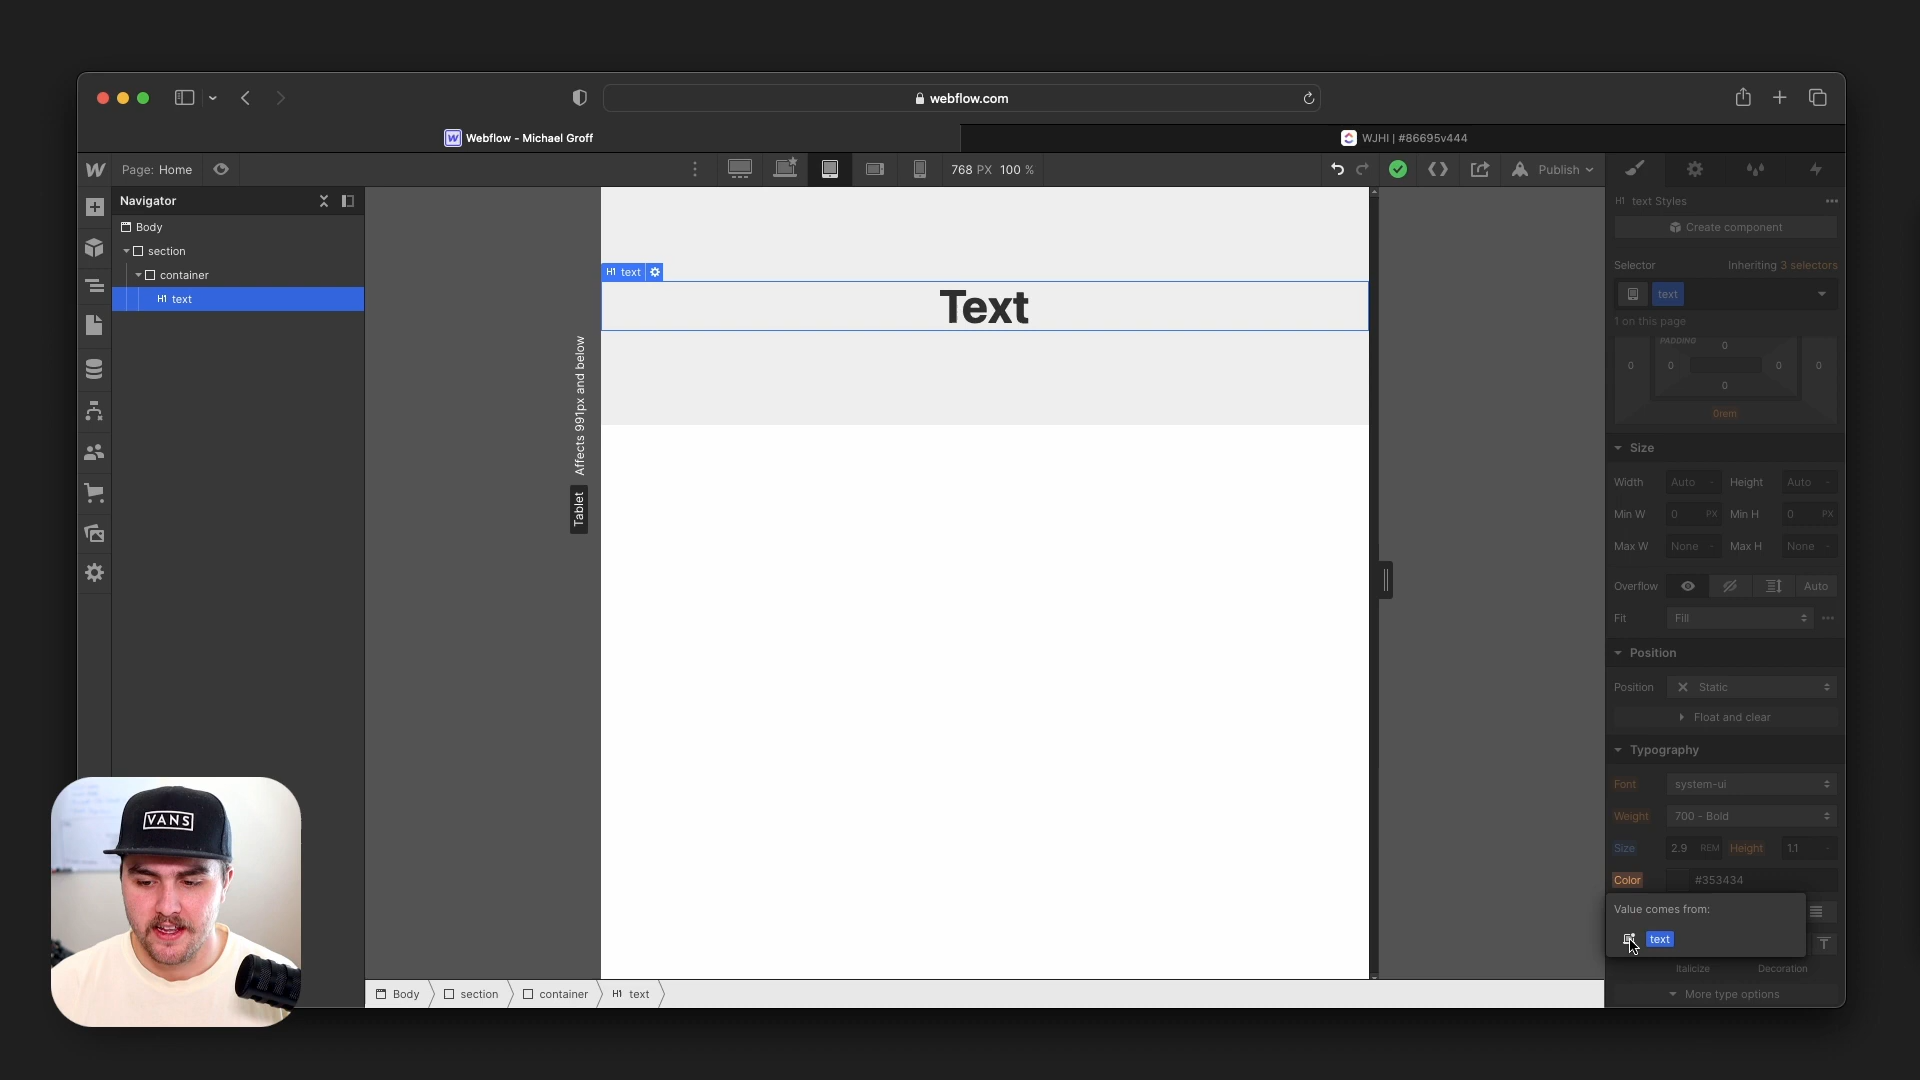 webflow.com
Webflow - Michael Groff
WJHI | #86695v444
Page: Home
768 PX 100 %
Publish
Navigator
Body
section
container
H1 text
H1 text
Text
Affects 991px and below
Tablet
H1 text Styles
Create component
Selector
Inheriting 3 selectors
text
1 on this page
PADDING
0
0
0
0
0
0
0rem
Size
Width Auto - Height Auto -
Min W 0 PX Min H 0 PX
Max W None - Max H None -
Overflow Auto
Fit Fill
Position
Position Static
Float and clear
Typography
Font system-ui
Weight 700 - Bold
Size 2.9 REM Height 1.1 -
Color #353434
Value comes from:
text
Italicize Decoration
More type options
Body section container H1 text
VANS